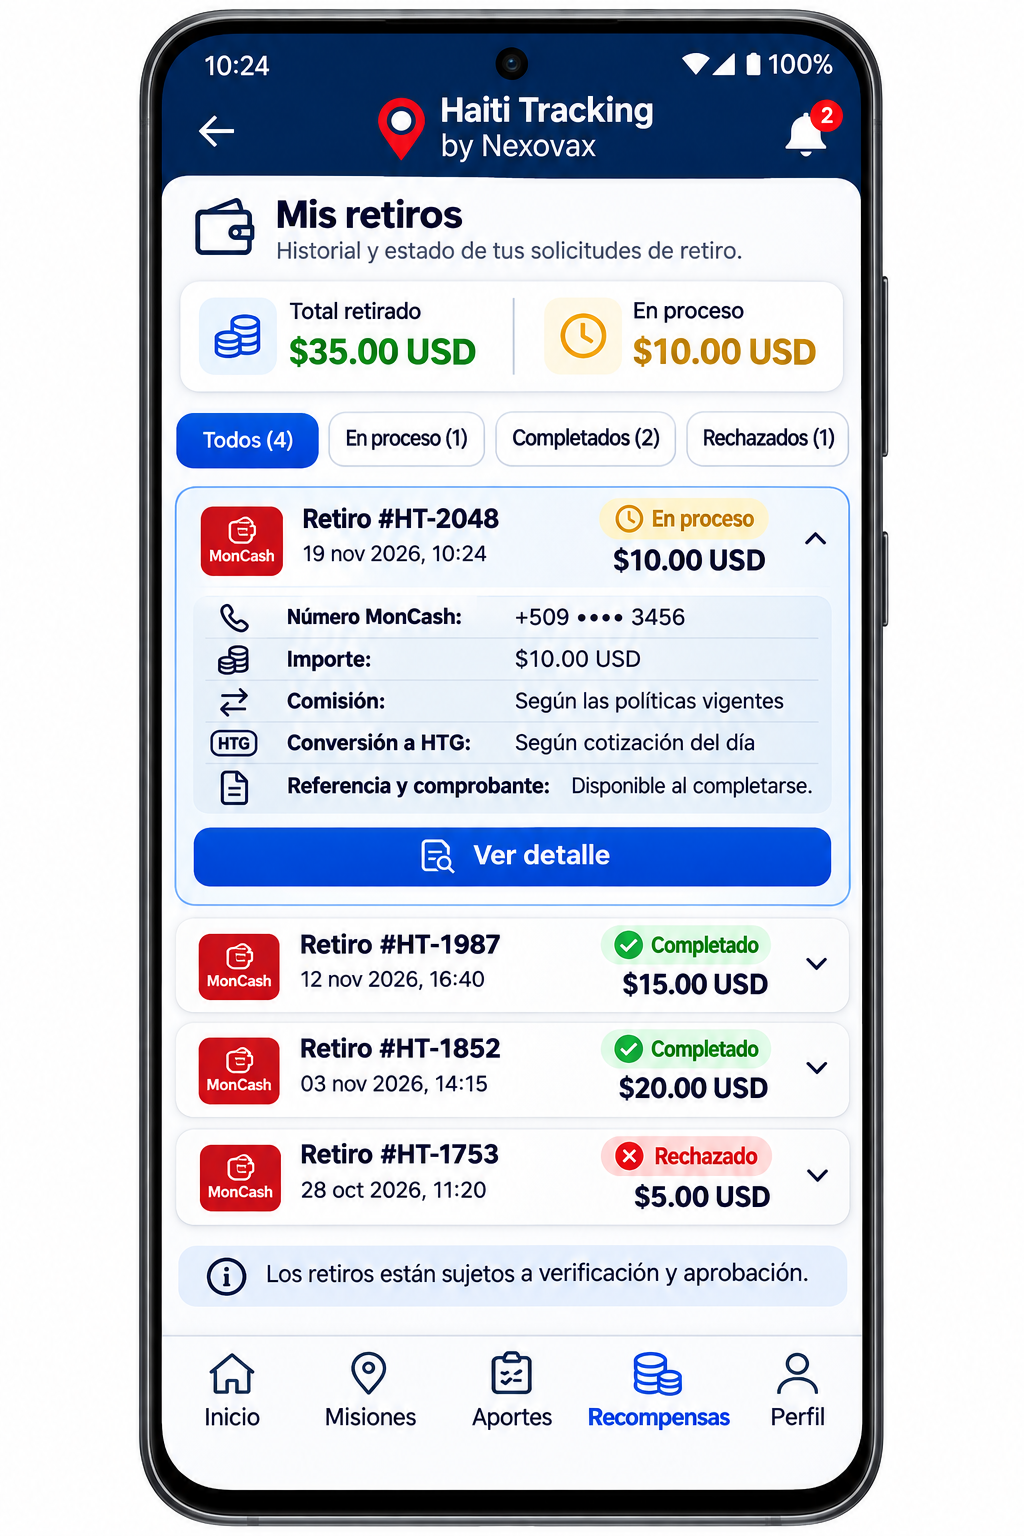 10:24
100%
Haiti Tracking
by Nexovax
2
Mis retiros
Historial y estado de tus solicitudes de retiro.
Total retirado
$35.00 USD
En proceso
$10.00 USD
Todos (4)
En proceso (1)
Completados (2)
Rechazados (1)
MonCash
Retiro #HT-2048
19 nov 2026, 10:24
En proceso
$10.00 USD
Número MonCash: +509 •••• 3456
Importe: $10.00 USD
Comisión: Según las políticas vigentes
HTG Conversión a HTG: Según cotización del día
Referencia y comprobante: Disponible al completarse.
Ver detalle
MonCash
Retiro #HT-1987
12 nov 2026, 16:40
Completado
$15.00 USD
MonCash
Retiro #HT-1852
03 nov 2026, 14:15
Completado
$20.00 USD
MonCash
Retiro #HT-1753
28 oct 2026, 11:20
Rechazado
$5.00 USD
Los retiros están sujetos a verificación y aprobación.
Inicio
Misiones
Aportes
Recompensas
Perfil